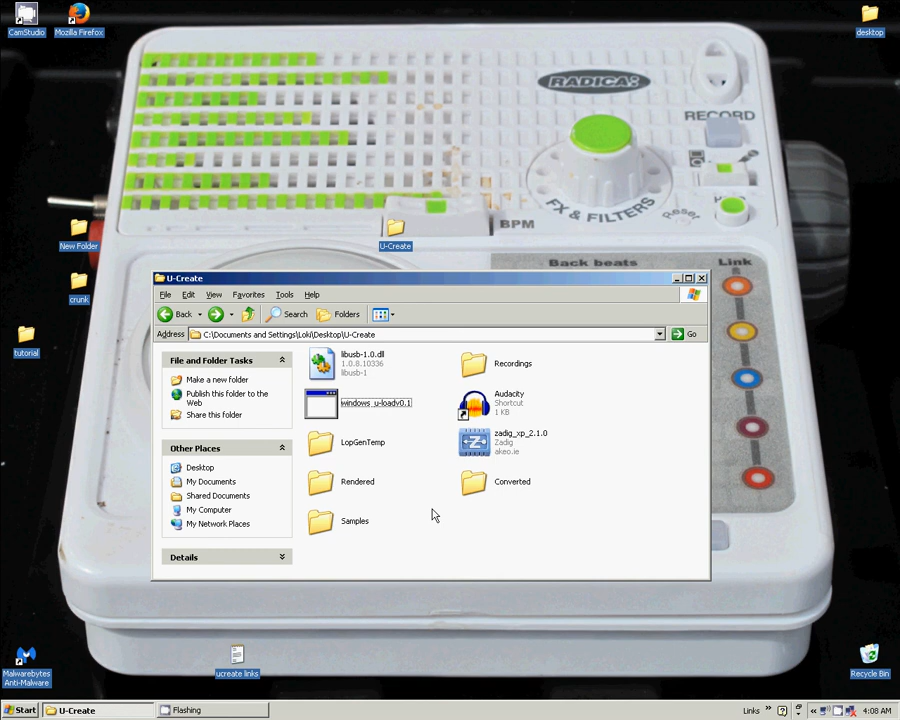 CamStudio
Mozilla Firefox
desktop
RADICA:
RECORD
FX & FILTERS
Reset
BPM
New Folder
U-Create
crunk
tutorial
Back beats
Link
U-Create
File Edit View Favorites Tools Help
Back Search Folders
Address C:\Documents and Settings\Loki\Desktop\U-Create Go
File and Folder Tasks
Make a new folder
Publish this folder to the
Web
Share this folder
Other Places
Desktop
My Documents
Shared Documents
My Computer
My Network Places
Details
libusb-1.0.dll
1.0.8.10336
libusb-1
Recordings
windows_u-loadv0.1
Audacity
Shortcut
1 KB
LopGenTemp
zadig_xp_2.1.0
Zadig
akeo.ie
Rendered
Converted
Samples
Malwarebytes
Anti-Malware
ucreate links
Recycle Bin
Start U-Create Flashing Links » « 4:08 AM